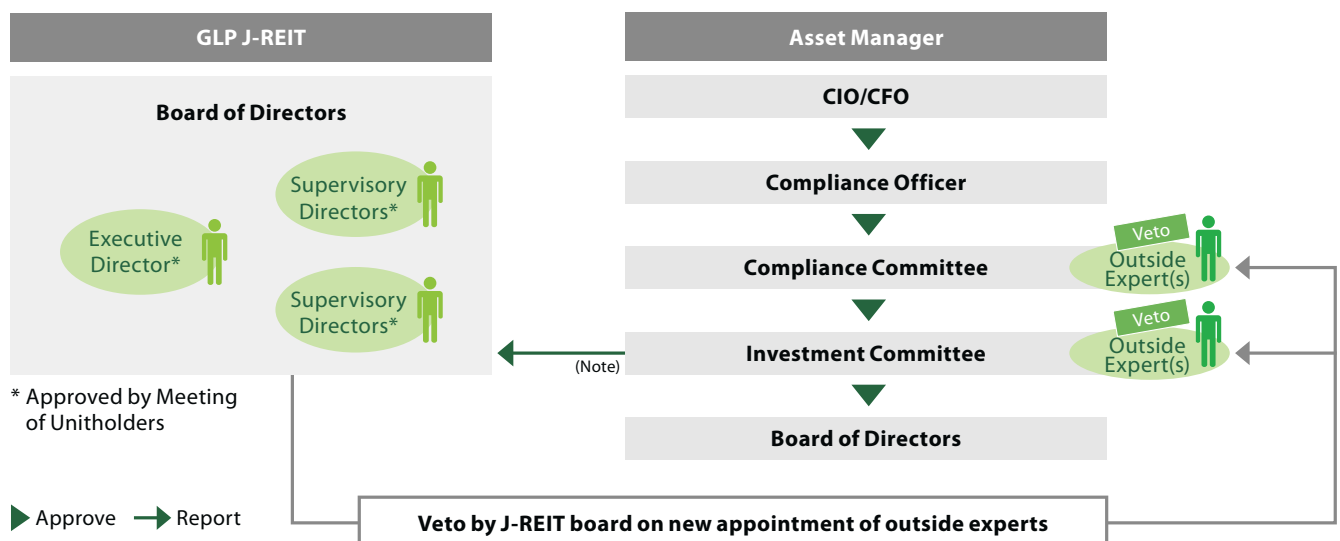 GLP J-REIT
Board of Directors
Supervisory
Directors*
Executive
Director*
Supervisory
Directors*
* Approved by Meeting
of Unitholders
Asset Manager
CIO/CFO
Compliance Officer
Compliance Committee
Veto
Outside
Expert(s)
(Note)
Investment Committee
Veto
Outside
Expert(s)
Board of Directors
Approve
Report
Veto by J-REIT board on new appointment of outside experts